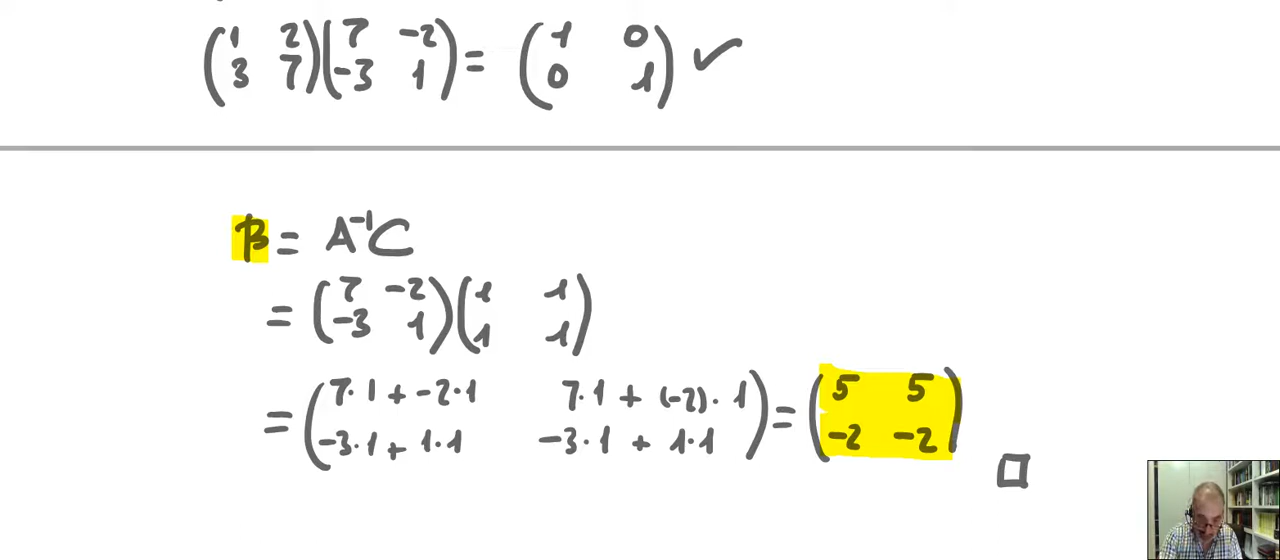 (1 2 3 7)(7 -2 -3 1) = (1 0 0 1) ✓
B = A⁻¹C
= (7 -2 -3 1)(1 1 1 1)
= (7·1 + -2·1 7·1 + (-2)·1 -3·1 + 1·1 -3·1 + 1·1) = (5 5 -2 -2) □